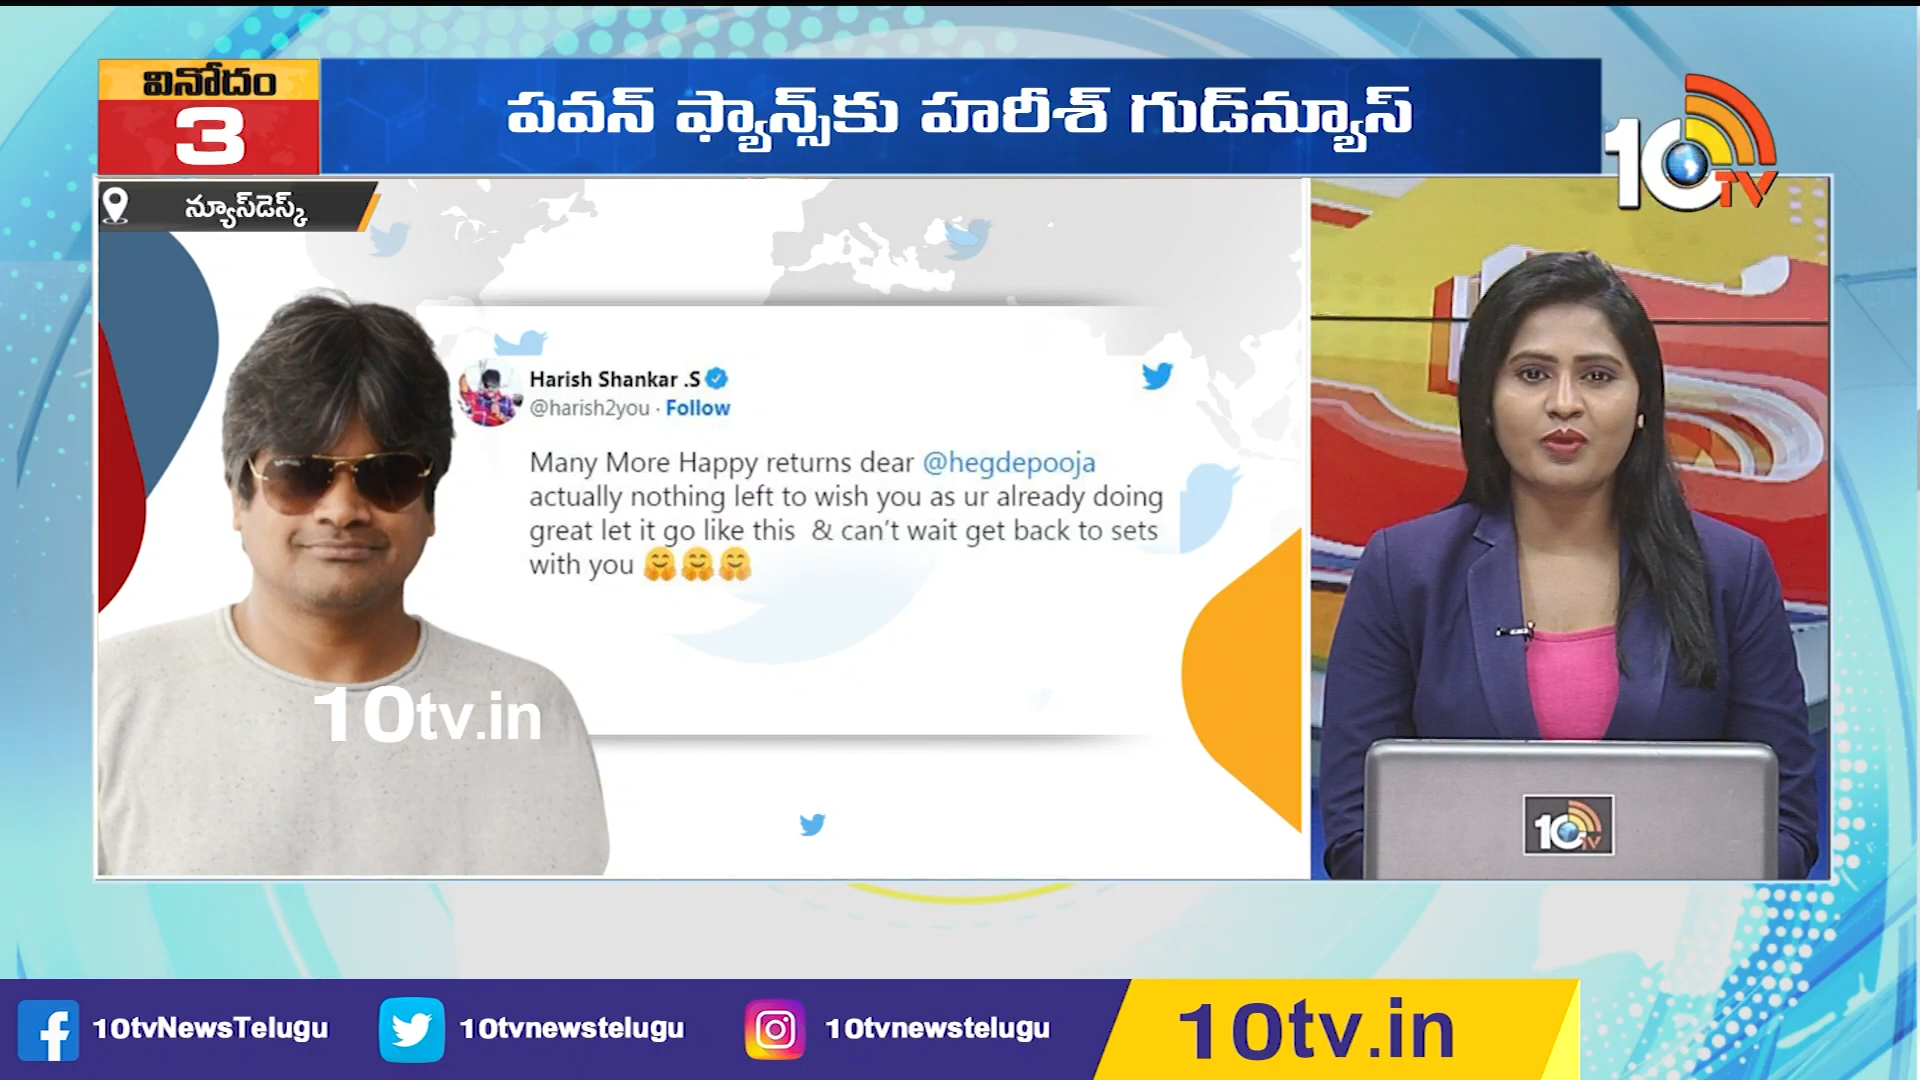 వినోదం
3
పవన్ ఫ్యాన్స్‌కు హరీశ్ గుడ్‌న్యూస్
10TV
న్యూస్‌డెస్క్
Harish Shankar .S
@harish2you · Follow
Many More Happy returns dear @hegdepooja
actually nothing left to wish you as ur already doing
great let it go like this & can’t wait get back to sets
with you 🤗🤗🤗
10tv.in
10TV
10tvNewsTelugu
10tvnewstelugu
10tvnewstelugu
10tv.in